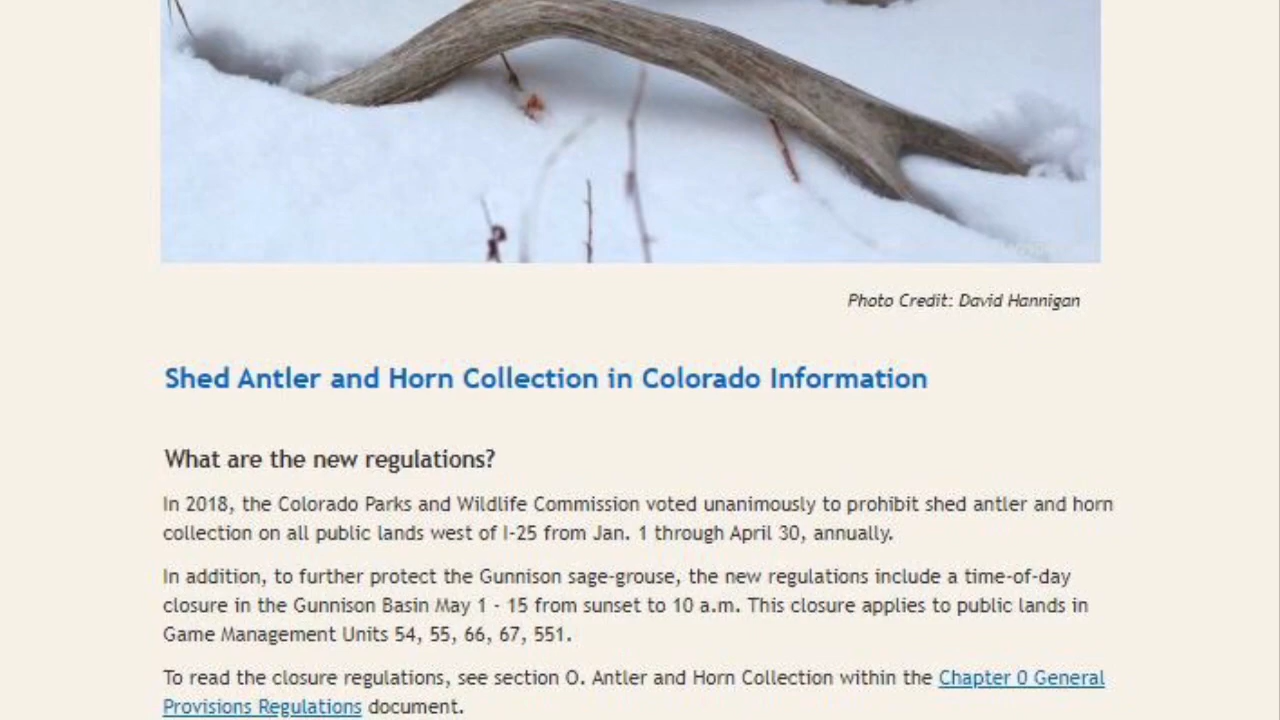 Photo Credit: David Hannigan
Shed Antler and Horn Collection in Colorado Information
What are the new regulations?
In 2018, the Colorado Parks and Wildlife Commission voted unanimously to prohibit shed antler and horn
collection on all public lands west of I-25 from Jan. 1 through April 30, annually.
In addition, to further protect the Gunnison sage-grouse, the new regulations include a time-of-day
closure in the Gunnison Basin May 1 - 15 from sunset to 10 a.m. This closure applies to public lands in
Game Management Units 54, 55, 66, 67, 551.
To read the closure regulations, see section O. Antler and Horn Collection within the Chapter 0 General
Provisions Regulations document.